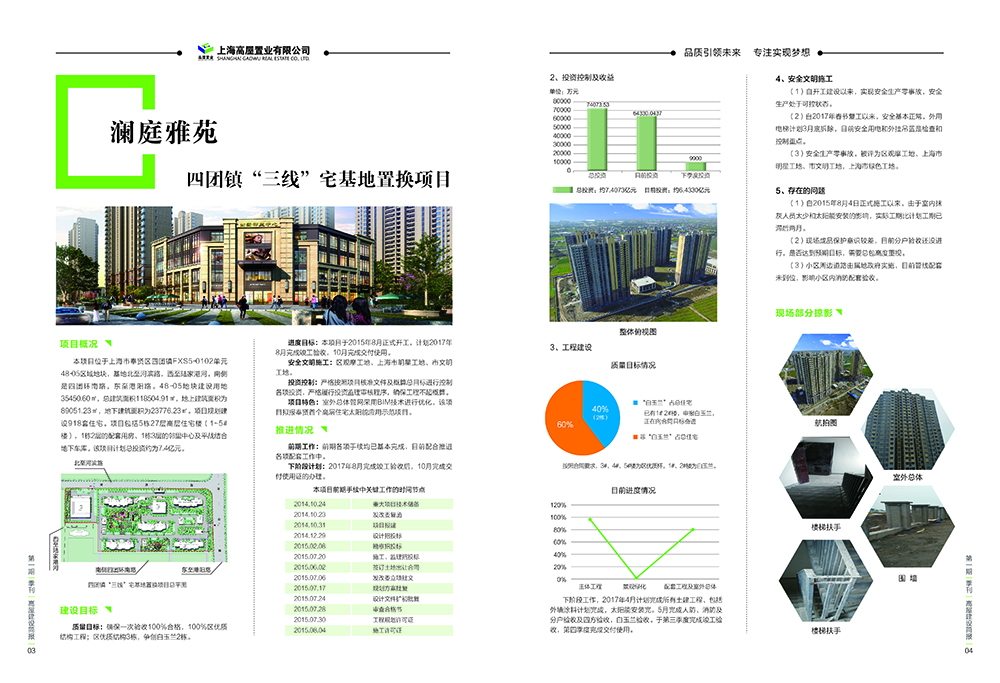 上海高屋置业有限公司
SHANGHAI GAOWU REAL ESTATE CO., LTD.
澜庭雅苑
四团镇“三线”宅基地置换项目
项目概况
本项目位于上海市奉贤区四团镇FXS5-0102单元
48-05区域地块，基地北至河滨路，西至陆家港河，南侧
是四团环南路，东至港阳路。48-05地块建设用地
35450.60㎡，总建筑面积118504.91㎡，地上建筑面积为
89051.23㎡，地下建筑面积为23776.23㎡，项目规划建
设918套住宅。项目包括5栋27层高层住宅楼（1~5#
楼），1栋2层的配套用房，1栋3层的邻里中心及平战结合
地下车库，该项目计划总投资约为7.4亿元。
北至河滨路
西至陆家港河
南侧四团环南路
东至港阳路
四团镇“三线”宅基地置换项目总平图
建设目标
质量目标：确保一次验收100%合格，100%区优质
结构工程；区优质结构3栋，争创白玉兰2栋。
进度目标：本项目于2015年8月正式开工，计划2017年
8月完成竣工验收，10月完成交付使用。
安全文明施工：区观摩工地、上海市明星工地、市文明
工地。
投资控制：严格按照项目核准文件及概算总目标进行控制
各项投资，严格履行投资监理审核程序，确保工程不超概算。
项目特色：室外总体管网采用BIM技术进行优化，该项
目拟报奉贤首个高层住宅太阳能应用示范项目。
推进情况
前期工作：前期各项手续均已基本完成，目前配合推进
各项配套工作中。
下阶段计划：2017年8月完成竣工验收后，10月完成交
付使用证的办理。
本项目前期手续中关键工作的时间节点
2014.10.24 重大项目技术储备
2014.10.23 发改委复函
2014.10.31 项目报建
2014.12.29 设计招投标
2015.02.08 勘察招投标
2015.07.20 施工、监理招投标
2015.06.02 签订土地出让合同
2015.07.06 发改委立项批文
2015.07.17 规划方案批复
2015.07.24 设计文件扩初批复
2015.07.28 审查合格书
2015.07.30 工程规划许可证
2015.08.04 施工许可证
第一期
季刊
高屋建设简报
03
品质引领未来 专注实现梦想
2、投资控制及收益
单位：万元
80000
70000
60000
50000
40000
30000
20000
10000
0
74073.53
64330.0437
9900
总投资
目前投资
下季度投资
总投资：约7.4073亿元 目前投资：约6.4330亿元
整体俯视图
3、工程建设
质量目标情况
40%
（2栋）
60%
“白玉兰”占总住宅
已有1# 2#楼，申报白玉兰，
正在向合同目标奋进
非“白玉兰”占总住宅
按照合同要求，3#、4#、5#楼为区优质杯，1#、2#楼为白玉兰。
目前进度情况
120%
100%
80%
60%
40%
20%
0%
主体工程
景观绿化
配套工程及室外总体
下阶段工作，2017年4月计划完成所有土建工程，包括
外墙涂料计划完成，太阳能安装完，5月完成人防，消防及
分户验收及四方验收，白玉兰验收，于第三季度完成竣工验
收，第四季度完成交付使用。
4、安全文明施工
（1）自开工建设以来，实现安全生产零事故，安全
生产处于可控状态。
（2）自2017年春节复工以来，安全基本正常，外用
电梯计划3月底拆除，目前安全用电和外挂吊篮是检查和
控制重点。
（3）安全生产零事故，被评为区观摩工地，上海市
明星工地、市文明工地，上海市绿色工地。
5、存在的问题
（1）自2015年8月4日正式施工以来，由于室内抹
灰人员太少和太阳能安装的影响，实际工期比计划工期已
滞后两月。
（2）现场成品保护意识较差，目前分户验收还没进
行，是否达到预期目标，需要总包高度重视。
（3）小区周边道路由属地政府实施，目前管线配套
未到位，影响小区内消防配套验收。
现场部分掠影
航拍图
室外总体
楼梯扶手
围 墙
楼梯扶手
第一期
季刊
高屋建设简报
04